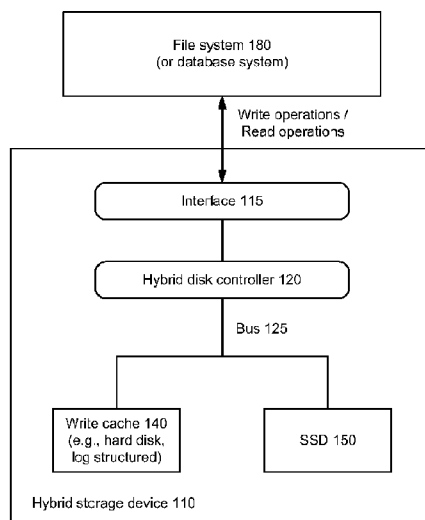 File system 180
(or database system)
Write operations /
Read operations
Interface 115
Hybrid disk controller 120
Bus 125
Write cache 140
(e.g., hard disk,
log structured)
SSD 150
Hybrid storage device 110